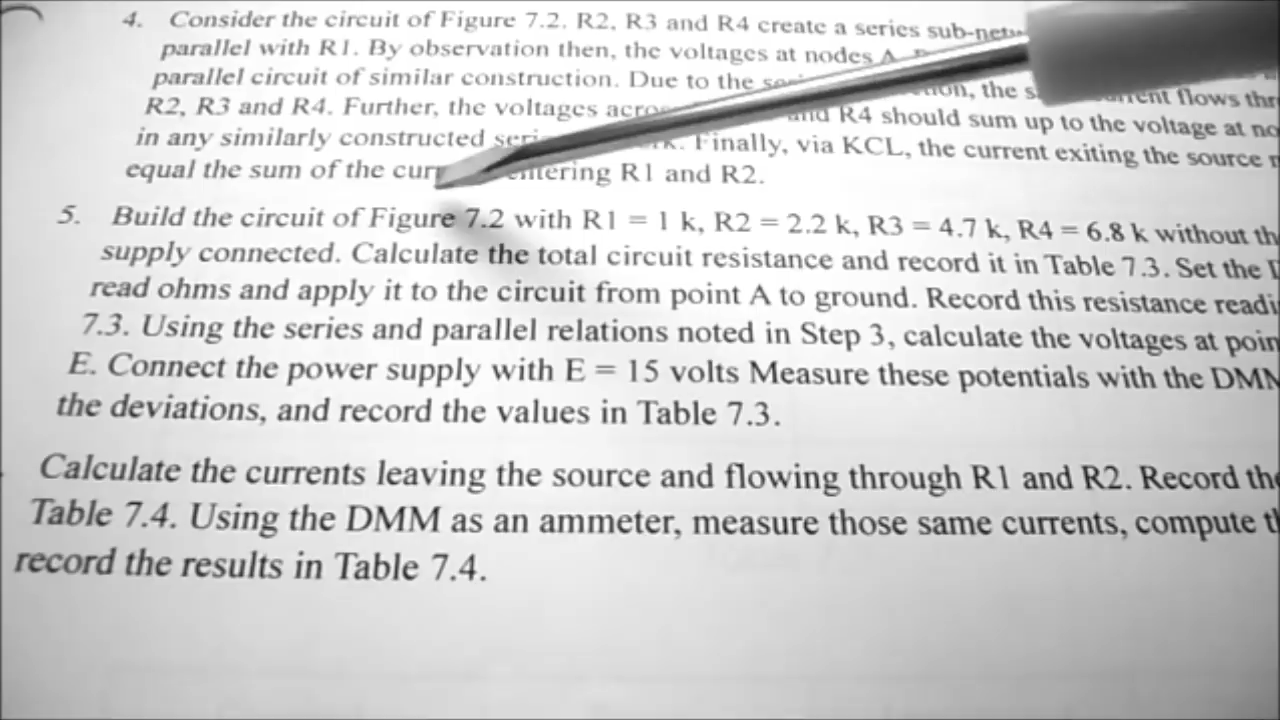 4. Consider the circuit of Figure 7.2. R2, R3 and R4 create a series sub-netw
parallel with R1. By observation then, the voltages at nodes A,
parallel circuit of similar construction. Due to the the flows
R2, R3 and R4. Further, the voltages and R4 should sum up to the voltage at
in any similarly constructed Finally, via KCL, the current exiting the source
equal the sum of the entering R1 and R2.
5. Build the circuit of Figure 7.2 with R1 = 1 k, R2 = 2.2 k, R3 = 4.7 k, R4 = 6.8 k without
supply connected. Calculate the total circuit resistance and record it in Table 7.3. Set the
read ohms and apply it to the circuit from point A to ground. Record this resistance
7.3. Using the series and parallel relations noted in Step 3, calculate the voltages at
E. Connect the power supply with E = 15 volts Measure these potentials with the
the deviations, and record the values in Table 7.3.
Calculate the currents leaving the source and flowing through R1 and R2. Record
Table 7.4. Using the DMM as an ammeter, measure those same currents, compute
record the results in Table 7.4.